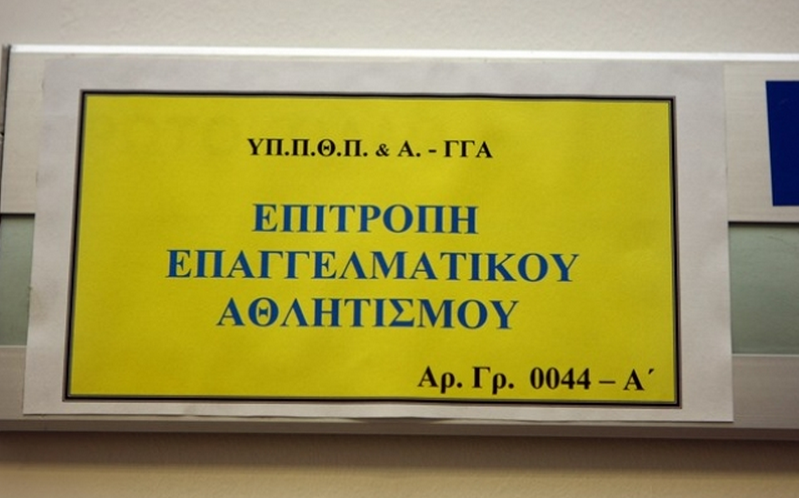 ΥΠ.Π.Θ.Π. & Α. - ΓΓΑ
ΕΠΙΤΡΟΠΗ
ΕΠΑΓΓΕΛΜΑΤΙΚΟΥ
ΑΘΛΗΤΙΣΜΟΥ
Αρ. Γρ. 0044 – Α΄